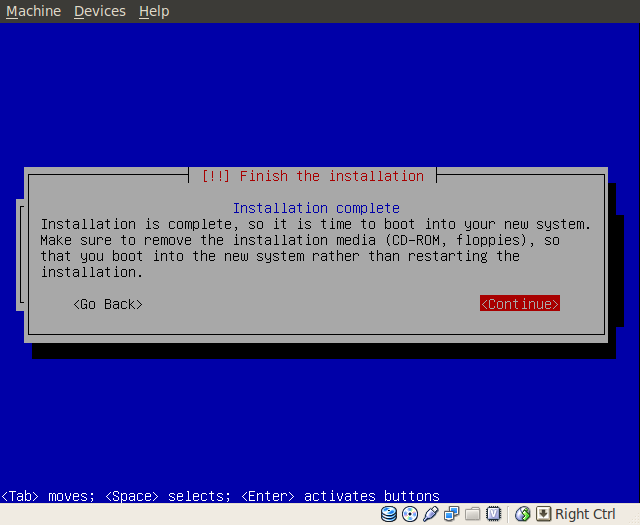 Machine Devices Help
[!!] Finish the installation
Installation complete
Installation is complete, so it is time to boot into your new system.
Make sure to remove the installation media (CD-ROM, floppies), so
that you boot into the new system rather than restarting the
installation.
<Go Back> <Continue>
<Tab> moves; <Space> selects; <Enter> activates buttons
Right Ctrl